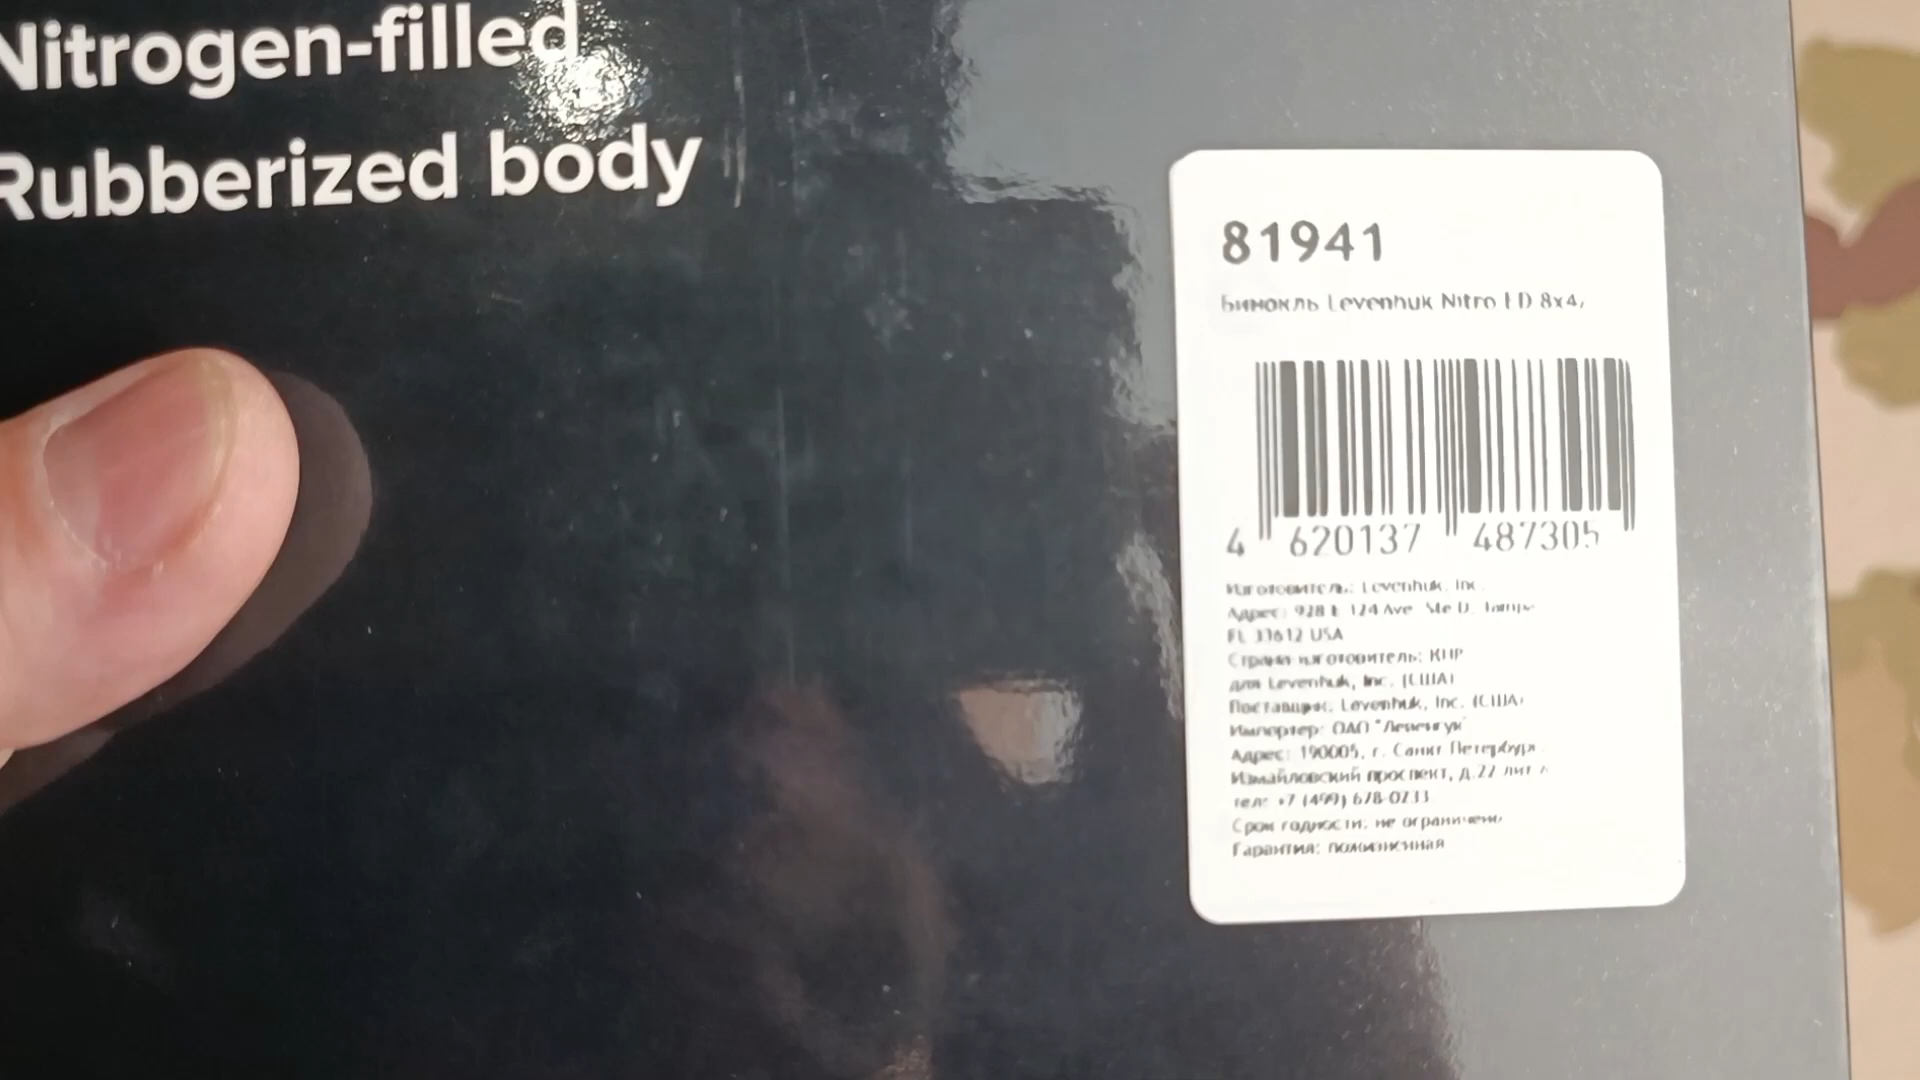 Nitrogen-filled
Rubberized body
81941
Бинокль Levenhuk Nitro ED 8x42
4 620137 487305
Изготовитель: Levenhuk, Inc.
Адрес: 928 E 124 Ave. Ste D, Tampa
FL 33612 USA
Страна изготовитель: КНР
для Levenhuk, Inc. (США)
Поставщик: Levenhuk, Inc. (США)
Импортер: ОАО "Левенгук"
Адрес: 190005, г. Санкт Петербург
Измайловский проспект, д.22 лит
тел: +7 (499) 678-0233
Срок годности: не ограничено
Гарантия: пожизненная